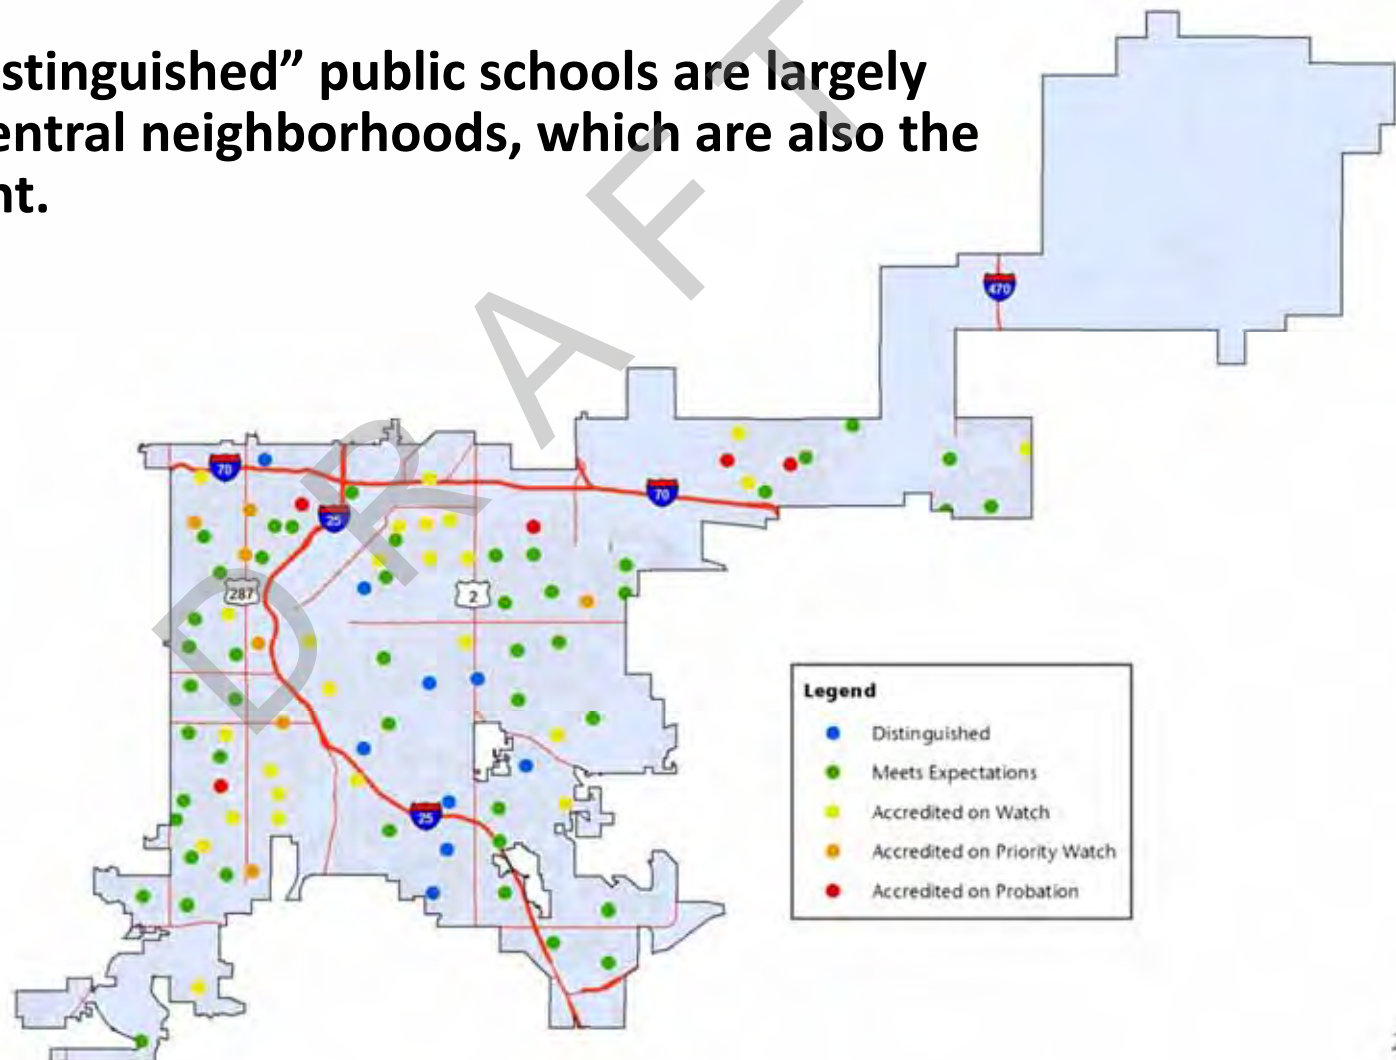 stinguished” public schools are largely
entral neighborhoods, which are also the
nt.
DRAFT
470
70
70
25
287
2
25
Legend
Distinguished
Meets Expectations
Accredited on Watch
Accredited on Priority Watch
Accredited on Probation